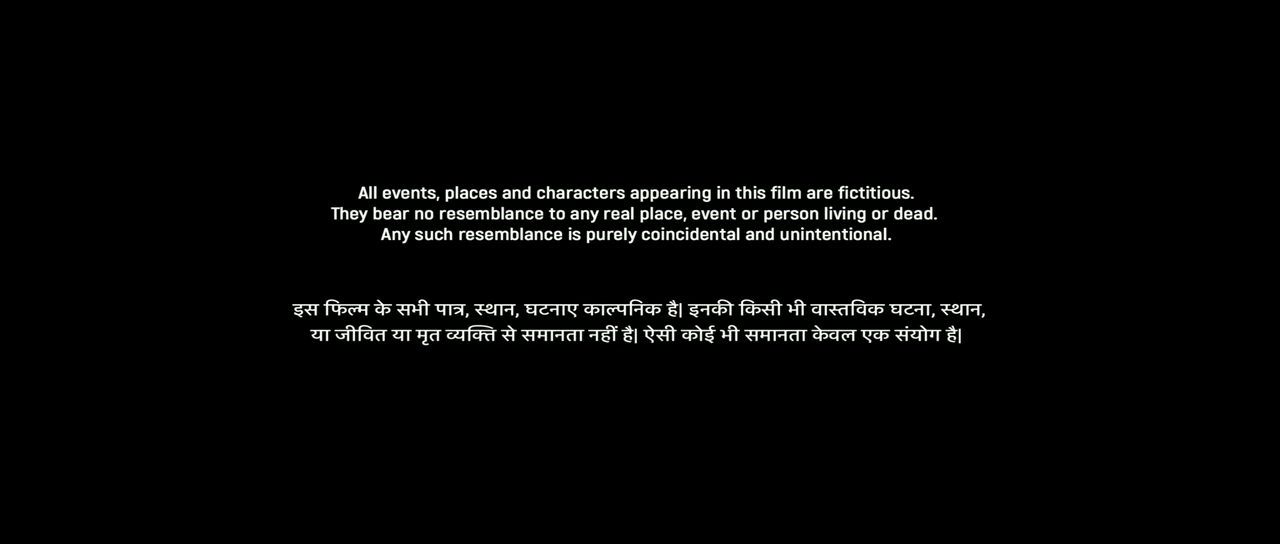 All events, places and characters appearing in this film are fictitious.
They bear no resemblance to any real place, event or person living or dead.
Any such resemblance is purely coincidental and unintentional.
इस फिल्म के सभी पात्र, स्थान, घटनाए काल्पनिक है| इनकी किसी भी वास्तविक घटना, स्थान,
या जीवित या मृत व्यक्ति से समानता नहीं है| ऐसी कोई भी समानता केवल एक संयोग है|